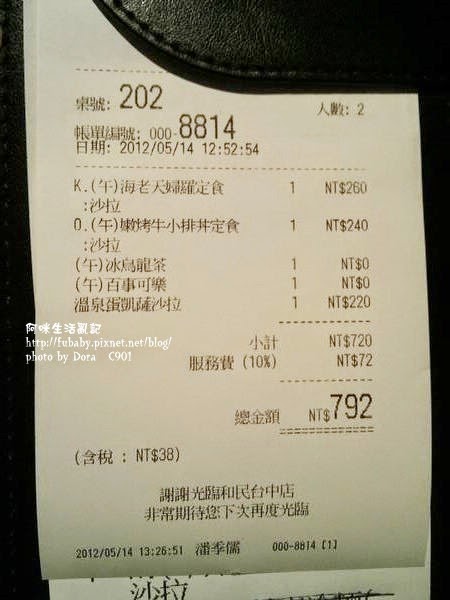 桌號: 202
人數: 2
帳單編號: 000-8814
日期: 2012/05/14 12:52:54
K.(午)海老天婦羅定食 1 NT$260
:沙拉
O.(午)嫩烤牛小排丼定食 1 NT$240
:沙拉
(午)冰烏龍茶 1 NT$0
(午)百事可樂 1 NT$0
溫泉蛋凱薩沙拉 1 NT$220
小計 NT$720
服務費 (10%) NT$72
總金額 NT$792
(含稅 : NT$38)
謝謝光臨和民台中店
非常期待您下次再度光臨
2012/05/14 13:26:51 潘季儒 000-8814 [1]
沙拉
阿咪生活亂記
http://fubaby.pixnet.net/blog/
photo by Dora C901